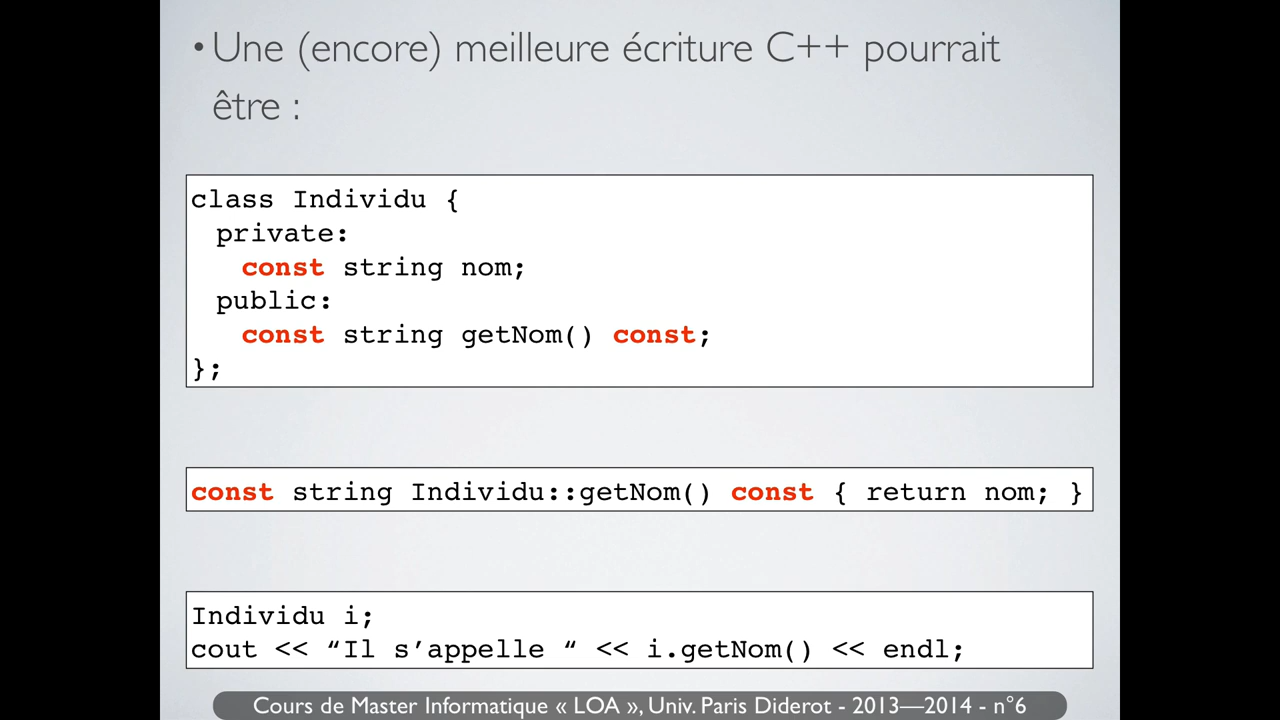 • Une (encore) meilleure écriture C++ pourrait
être :
class Individu {
private:
const string nom;
public:
const string getNom() const;
};
const string Individu::getNom() const { return nom; }
Individu i;
cout << “Il s’appelle “ << i.getNom() << endl;
Cours de Master Informatique « LOA », Univ. Paris Diderot - 2013—2014 - n°6